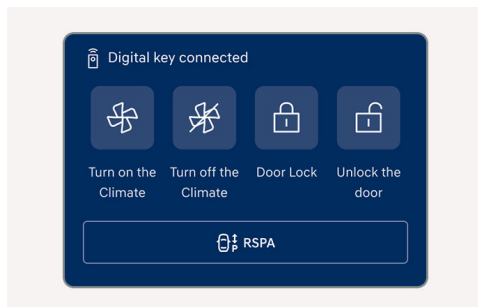 Digital key connected
Turn on the
Climate
Turn off the
Climate
Door Lock
Unlock the
door
P RSPA